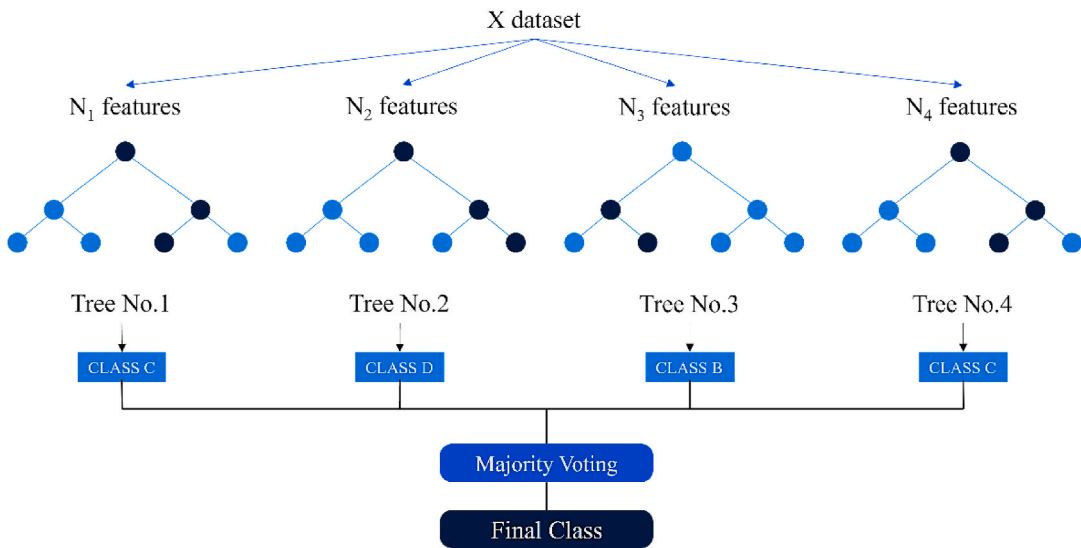 X dataset
N₁ features
N₂ features
N₃ features
N₄ features
Tree No.1
Tree No.2
Tree No.3
Tree No.4
CLASS C
CLASS D
CLASS B
CLASS C
Majority Voting
Final Class